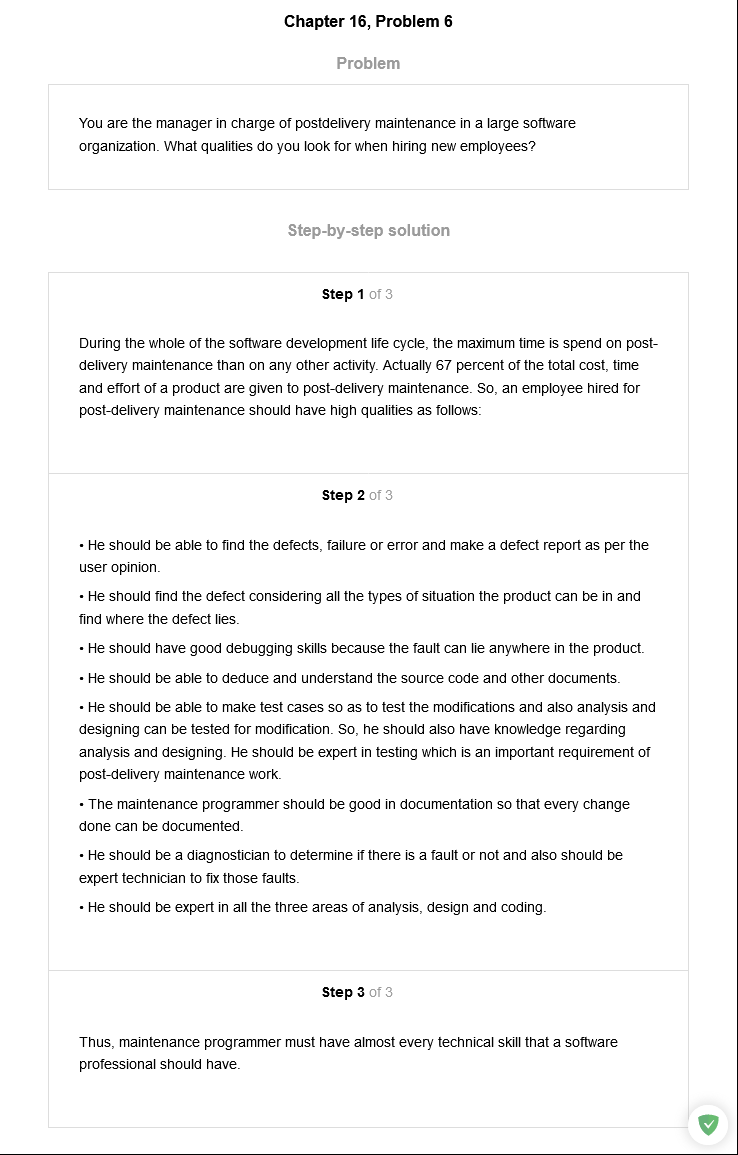 Chapter 16, Problem 6
Problem
You are the manager in charge of postdelivery maintenance in a large software
organization. What qualities do you look for when hiring new employees?
Step-by-step solution
Step 1 of 3
During the whole of the software development life cycle, the maximum time is spend on post-
delivery maintenance than on any other activity. Actually 67 percent of the total cost, time
and effort of a product are given to post-delivery maintenance. So, an employee hired for
post-delivery maintenance should have high qualities as follows:
Step 2 of 3
• He should be able to find the defects, failure or error and make a defect report as per the
user opinion.
• He should find the defect considering all the types of situation the product can be in and
find where the defect lies.
• He should have good debugging skills because the fault can lie anywhere in the product.
• He should be able to deduce and understand the source code and other documents.
• He should be able to make test cases so as to test the modifications and also analysis and
designing can be tested for modification. So, he should also have knowledge regarding
analysis and designing. He should be expert in testing which is an important requirement of
post-delivery maintenance work.
• The maintenance programmer should be good in documentation so that every change
done can be documented.
• He should be a diagnostician to determine if there is a fault or not and also should be
expert technician to fix those faults.
• He should be expert in all the three areas of analysis, design and coding.
Step 3 of 3
Thus, maintenance programmer must have almost every technical skill that a software
professional should have.